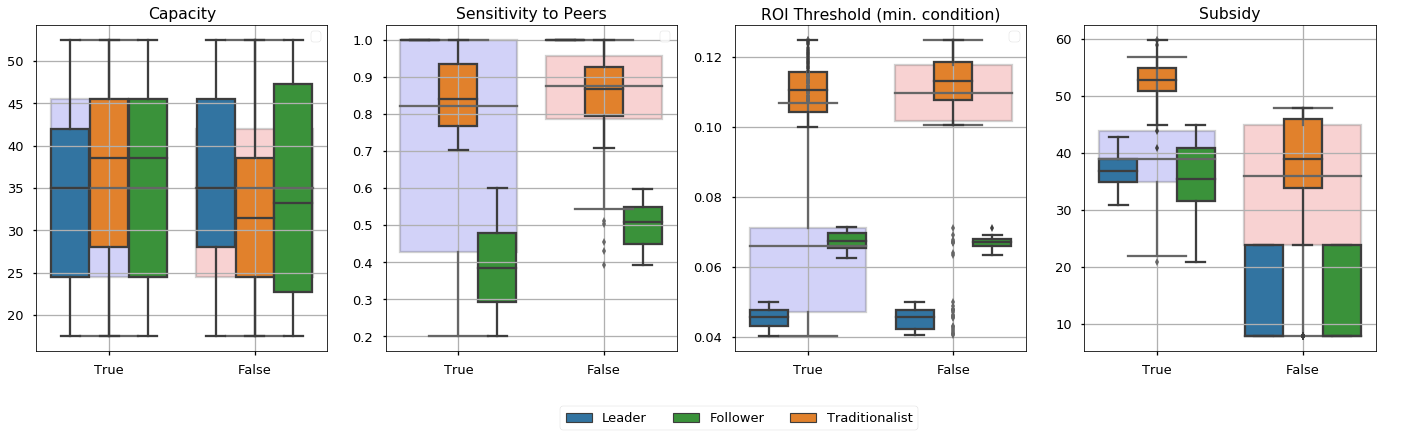 Capacity
Sensitivity to Peers
ROI Threshold (min. condition)
Subsidy
50
45
40
35
30
25
20
True
False
1.0
0.9
0.8
0.7
0.6
0.5
0.4
0.3
0.2
True
False
0.12
0.10
0.08
0.06
0.04
True
False
60
50
40
30
20
10
True
False
Leader
Follower
Traditionalist